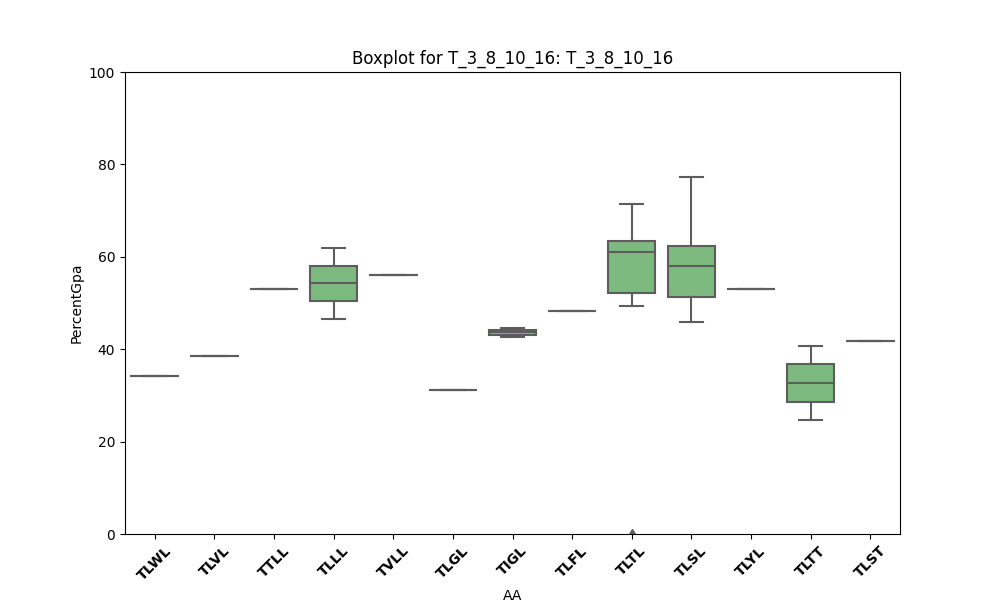 Boxplot for T_3_8_10_16: T_3_8_10_16
100
80
60
40
20
0
PercentGpa
TLWL
TLVL
TTLL
TLLL
TVLL
TLGL
TIGL
TLFL
TLTL
TLSL
TLYL
TLTT
TLST
AA